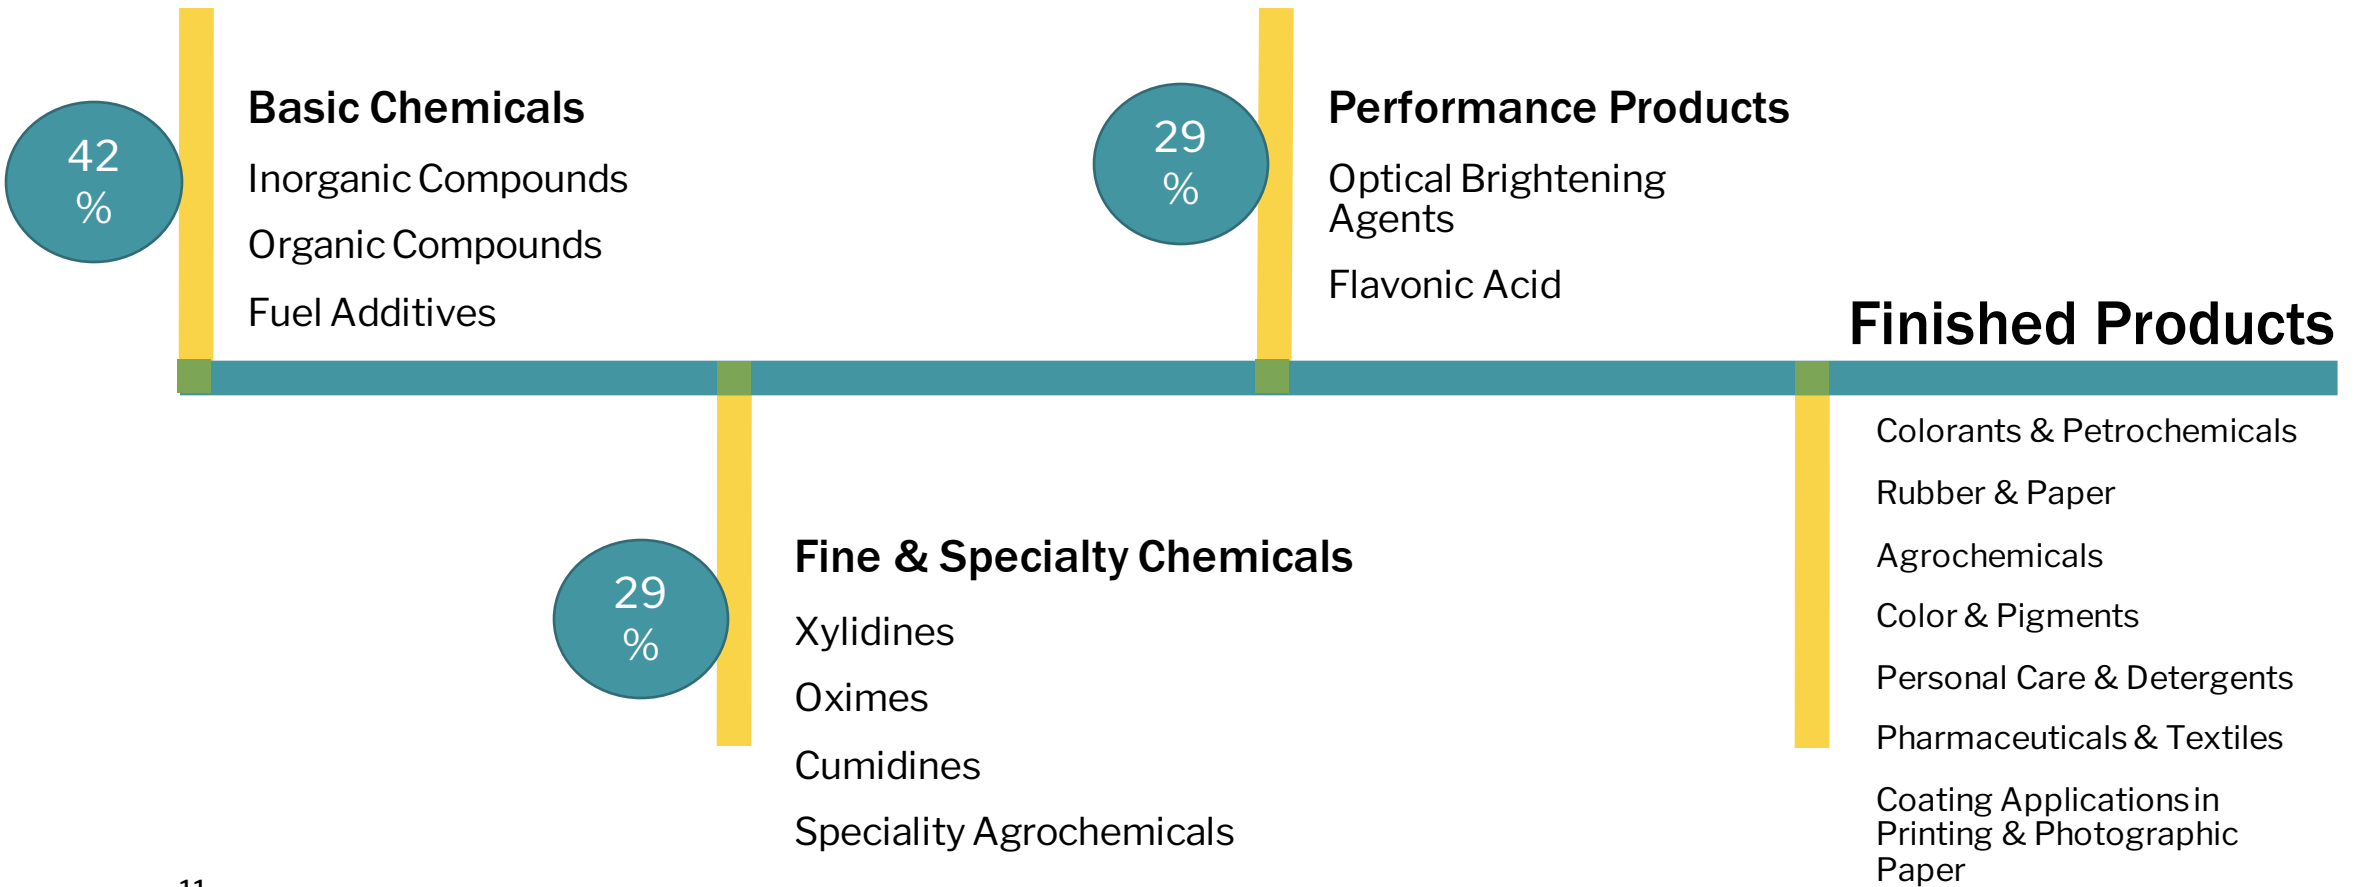 42
%
Basic Chemicals
Inorganic Compounds
Organic Compounds
Fuel Additives
29
%
Performance Products
Optical Brightening
Agents
Flavonic Acid
Finished Products
29
%
Fine & Specialty Chemicals
Xylidines
Oximes
Cumidines
Speciality Agrochemicals
Colorants & Petrochemicals
Rubber & Paper
Agrochemicals
Color & Pigments
Personal Care & Detergents
Pharmaceuticals & Textiles
Coating Applications in
Printing & Photographic
Paper
11